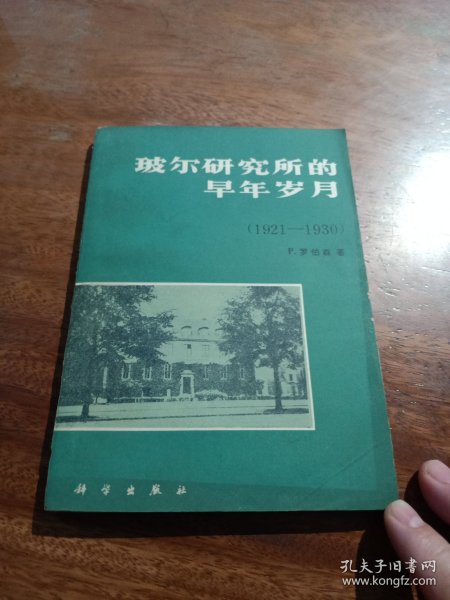 玻尔研究所的
早年岁月
(1921—1930)
P. 罗伯森 著
科学出版社
孔夫子旧书网
www.kongfz.com